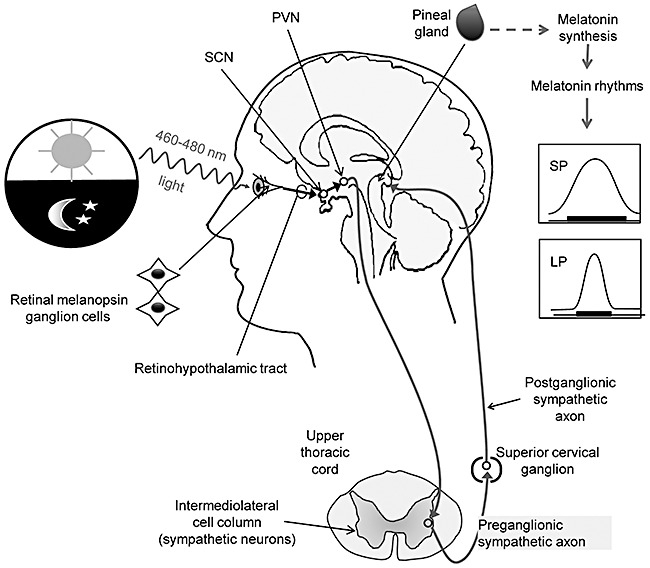 PVN
SCN
Pineal
gland
Melatonin
synthesis
Melatonin rhythms
460-480 nm
light
SP
LP
Retinal melanopsin
ganglion cells
Retinohypothalamic tract
Postganglionic
sympathetic
axon
Upper
thoracic
cord
Superior cervical
ganglion
Intermediolateral
cell column
(sympathetic neurons)
Preganglionic
sympathetic axon